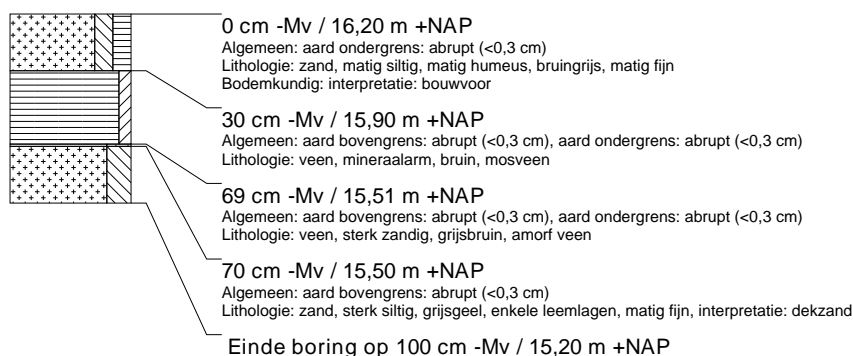 0 cm -Mv / 16,20 m +NAP
Algemeen: aard ondergrens: abrupt (<0,3 cm)
Lithologie: zand, matig siltig, matig humeus, bruingrijs, matig fijn
Bodemkundig: interpretatie: bouwvoor
30 cm -Mv / 15,90 m +NAP
Algemeen: aard bovengrens: abrupt (<0,3 cm), aard ondergrens: abrupt (<0,3 cm)
Lithologie: veen, mineraalarm, bruin, mosveen
69 cm -Mv / 15,51 m +NAP
Algemeen: aard bovengrens: abrupt (<0,3 cm), aard ondergrens: abrupt (<0,3 cm)
Lithologie: veen, sterk zandig, grijsbruin, amorf veen
70 cm -Mv / 15,50 m +NAP
Algemeen: aard bovengrens: abrupt (<0,3 cm)
Lithologie: zand, sterk siltig, grijsgeel, enkele leemlagen, matig fijn, interpretatie: dekzand
Einde boring op 100 cm -Mv / 15,20 m +NAP